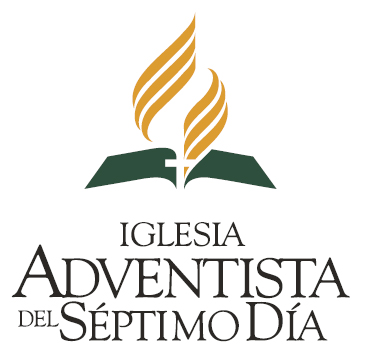 IGLESIA
ADVENTISTA
DEL SÉPTIMO DÍA